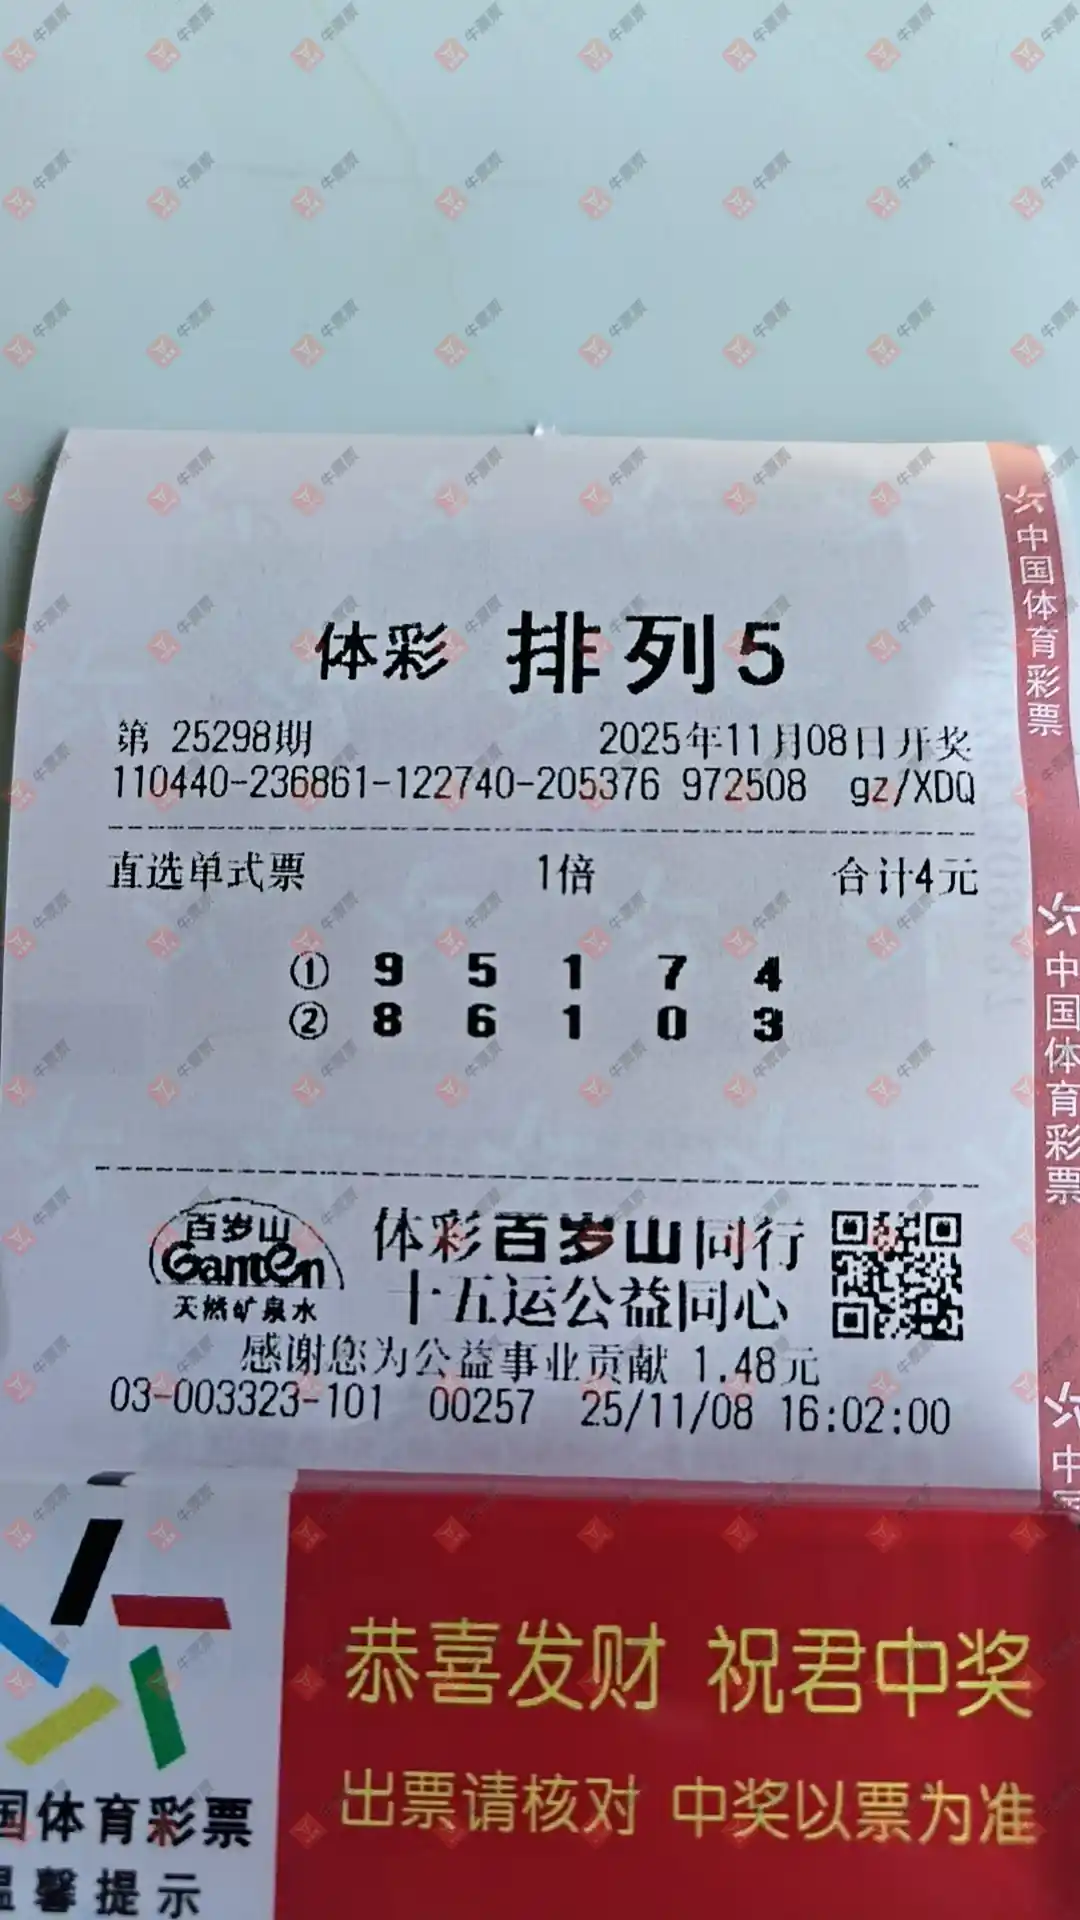 体彩 排列5
第 25298期 2025年11月08日开奖
110440-236861-122740-205376 972508 gz/XDQ
直选单式票 1倍 合计4元
① 9 5 1 7 4
② 8 6 1 0 3
百岁山
Ganten
天然矿泉水
体彩百岁山同行
十五运公益同心
感谢您为公益事业贡献 1.48元
03-003323-101 00257 25/11/08 16:02:00
中国体育彩票
中国体育彩票
中国
国体育彩票
温馨提示
恭喜发财 祝君中奖
出票请核对 中奖以票为准
牛票票